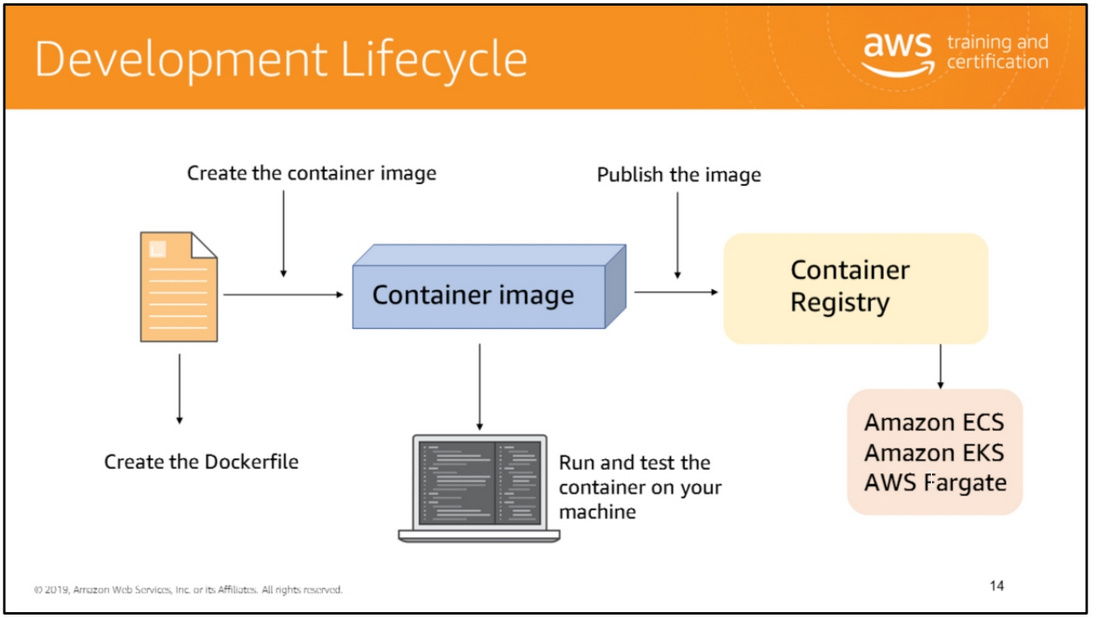 Development Lifecycle
aws training and
certification
Create the container image
Publish the image
Container image
Container
Registry
Create the Dockerfile
Run and test the
container on your
machine
Amazon ECS
Amazon EKS
AWS Fargate
© 2019, Amazon Web Services, Inc. or its Affiliates. All rights reserved.
14